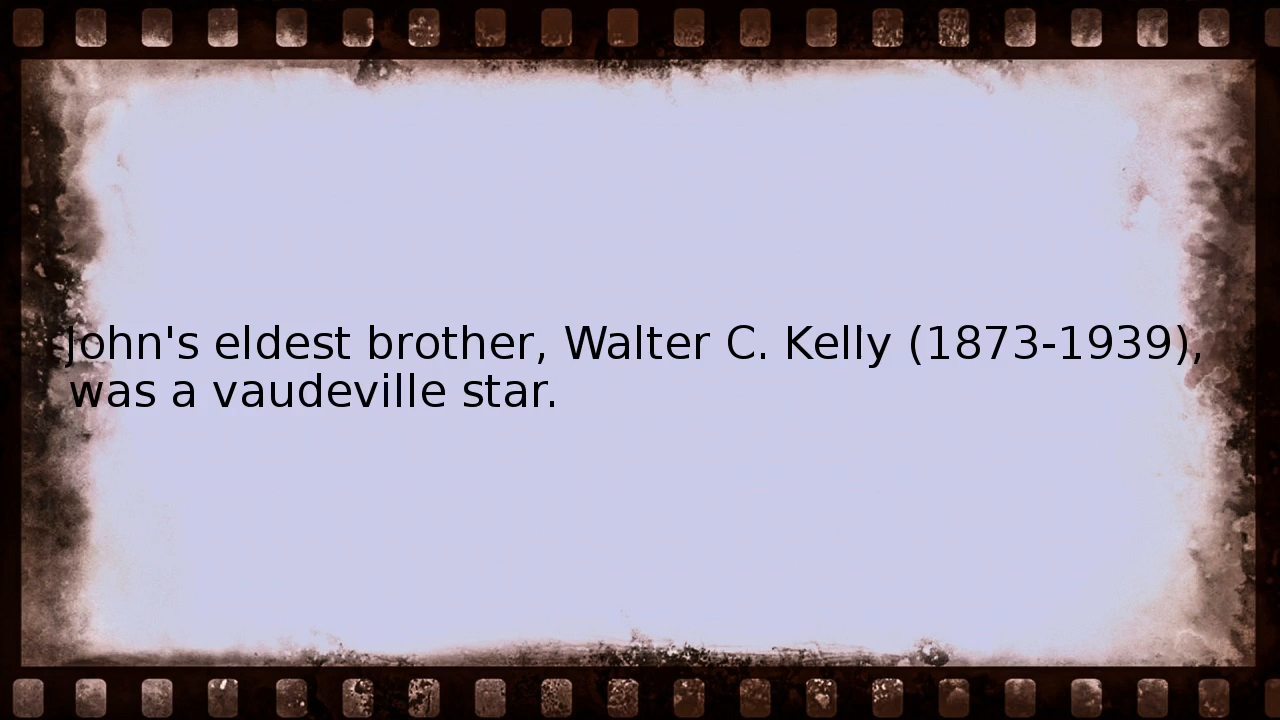 John's eldest brother, Walter C. Kelly (1873-1939),
was a vaudeville star.